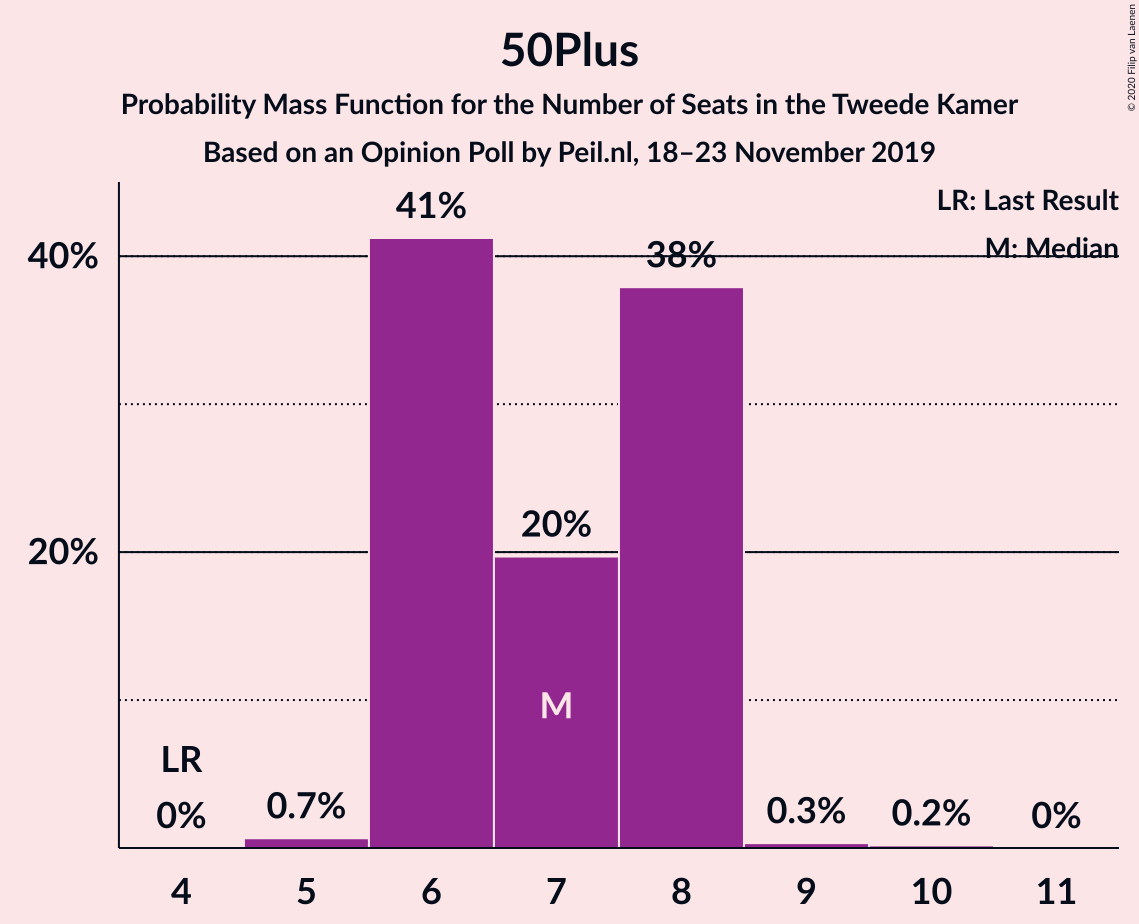 50Plus
Probability Mass Function for the Number of Seats in the Tweede Kamer
Based on an Opinion Poll by Peil.nl, 18–23 November 2019
© 2020 Filip van Laenen
LR: Last Result
M: Median
41%
38%
40%
20%
20%
M
LR
0%
0.7%
0.3%
0.2%
0%
4 5 6 7 8 9 10 11